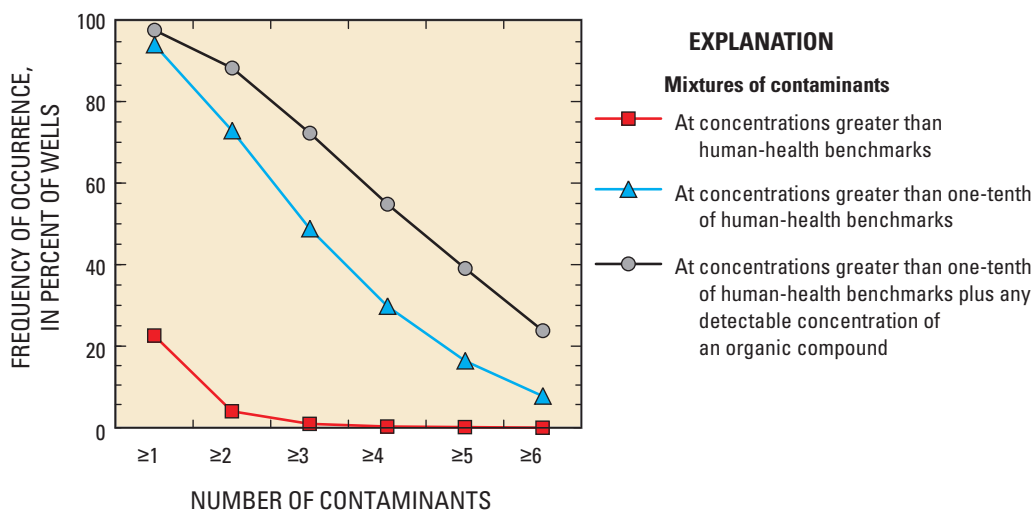 FREQUENCY OF OCCURRENCE,
IN PERCENT OF WELLS
100
80
60
40
20
0
≥1 ≥2 ≥3 ≥4 ≥5 ≥6
NUMBER OF CONTAMINANTS
EXPLANATION
Mixtures of contaminants
At concentrations greater than
human-health benchmarks
At concentrations greater than one-tenth
of human-health benchmarks
At concentrations greater than one-tenth
of human-health benchmarks plus any
detectable concentration of
an organic compound